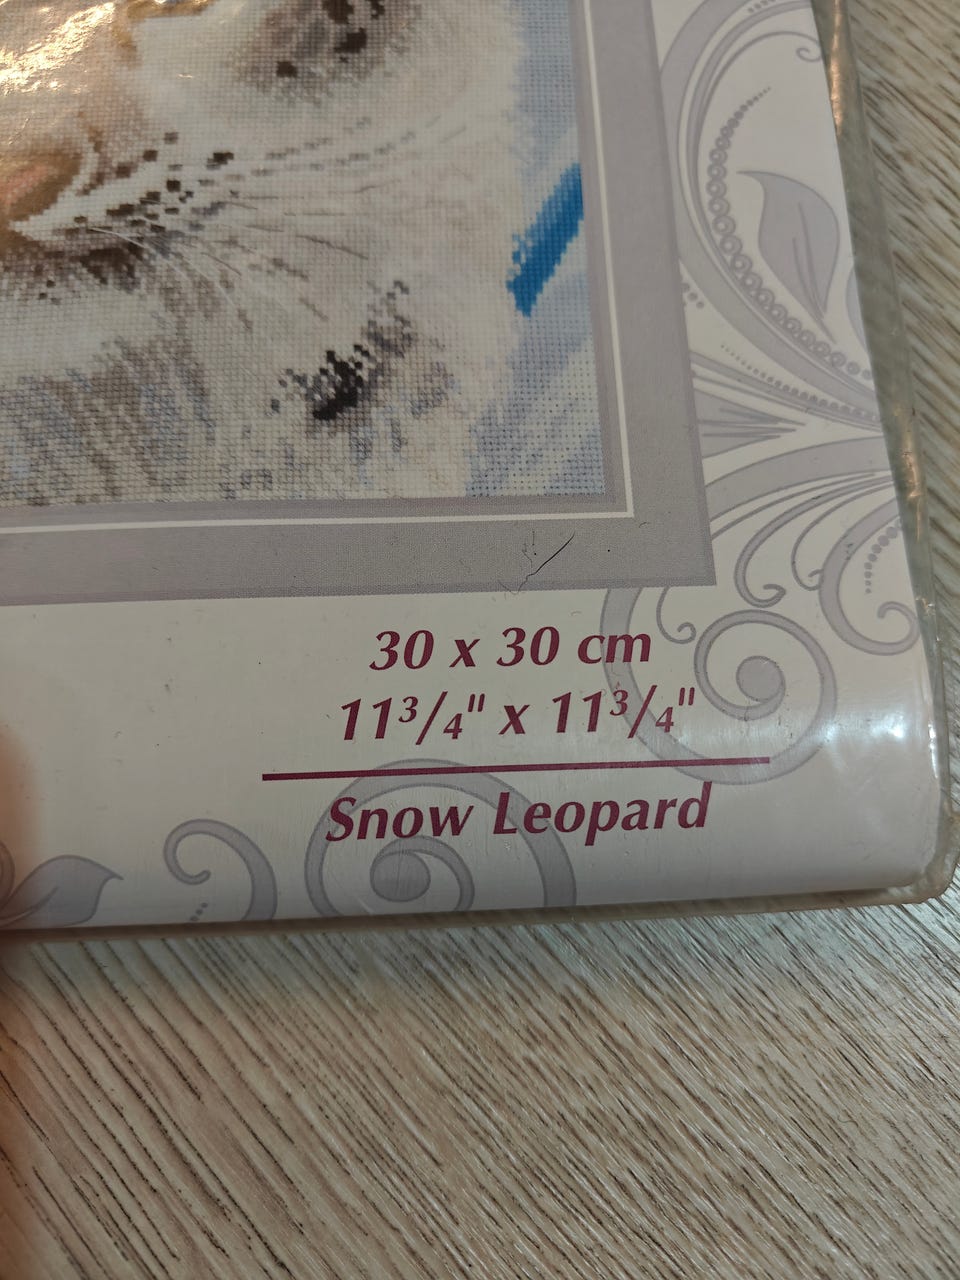 30 x 30 cm
11³/₄" x 11³/₄"
Snow Leopard